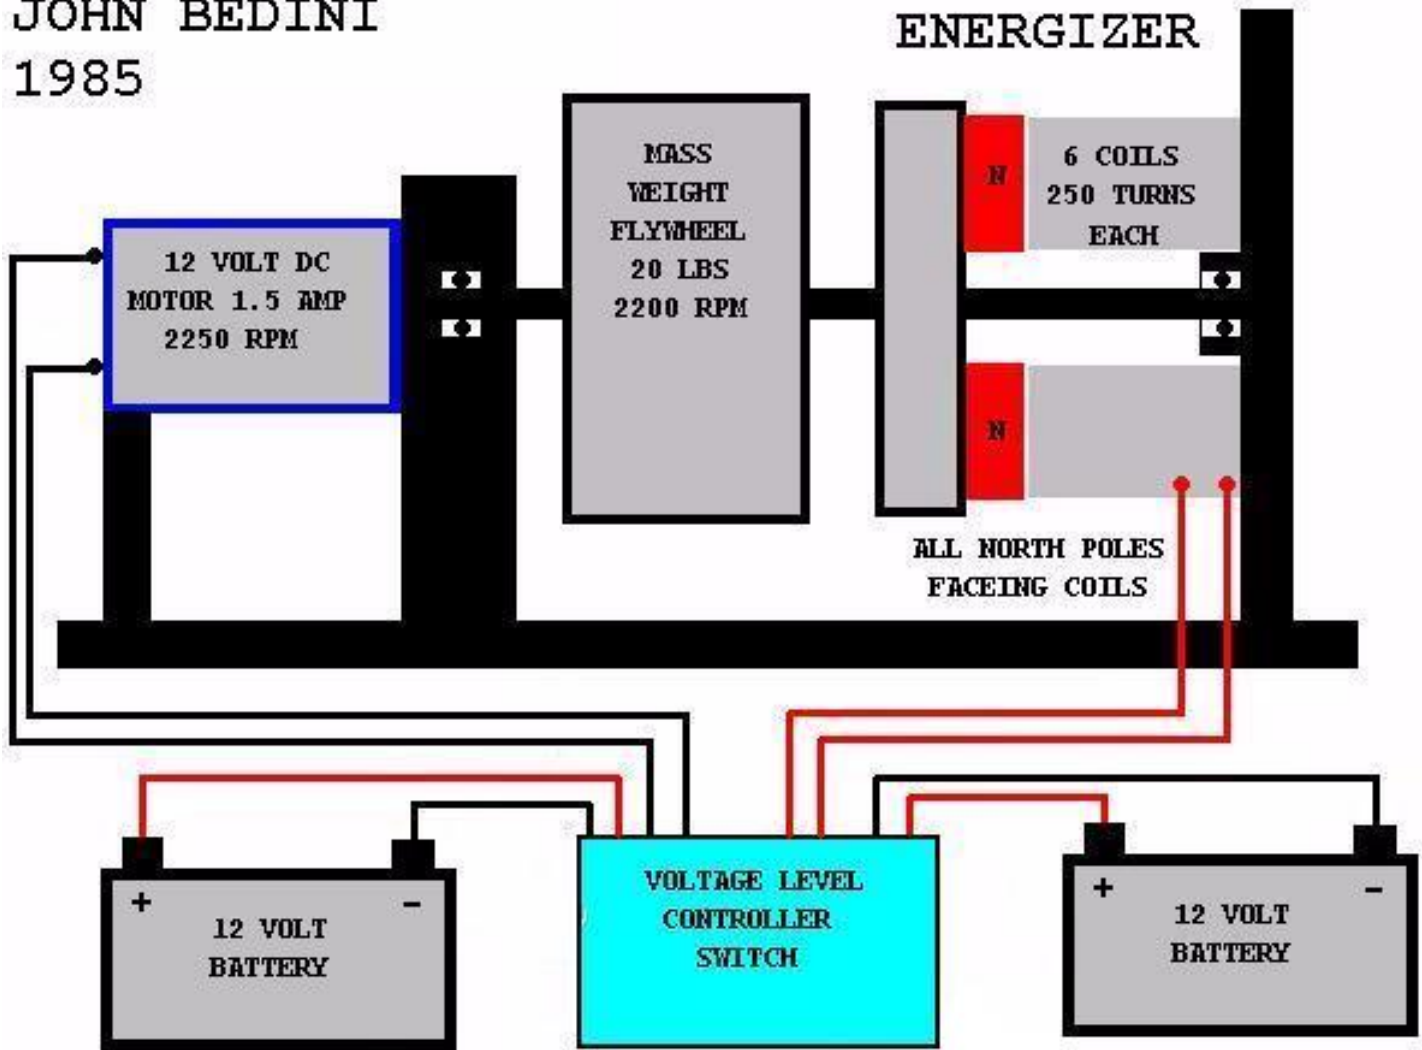 JOHN BEDINI
1985
ENERGIZER
MASS
WEIGHT
FLYWHEEL
20 LBS
2200 RPM
N
6 COILS
250 TURNS
EACH
12 VOLT DC
MOTOR 1.5 AMP
2250 RPM
N
ALL NORTH POLES
FACEING COILS
+
-
12 VOLT
BATTERY
VOLTAGE LEVEL
CONTROLLER
SWITCH
+
-
12 VOLT
BATTERY